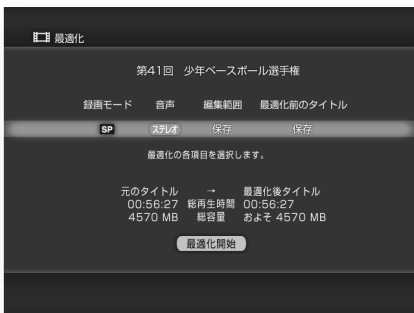 最適化
第41回 少年ベースボール選手権
録画モード 音声 編集範囲 最適化前のタイトル
SP ステレオ 保存 保存
最適化の各項目を選択します。
元のタイトル → 最適化後タイトル
00:56:27 総再生時間 00:56:27
4570 MB 総容量 およそ 4570 MB
最適化開始